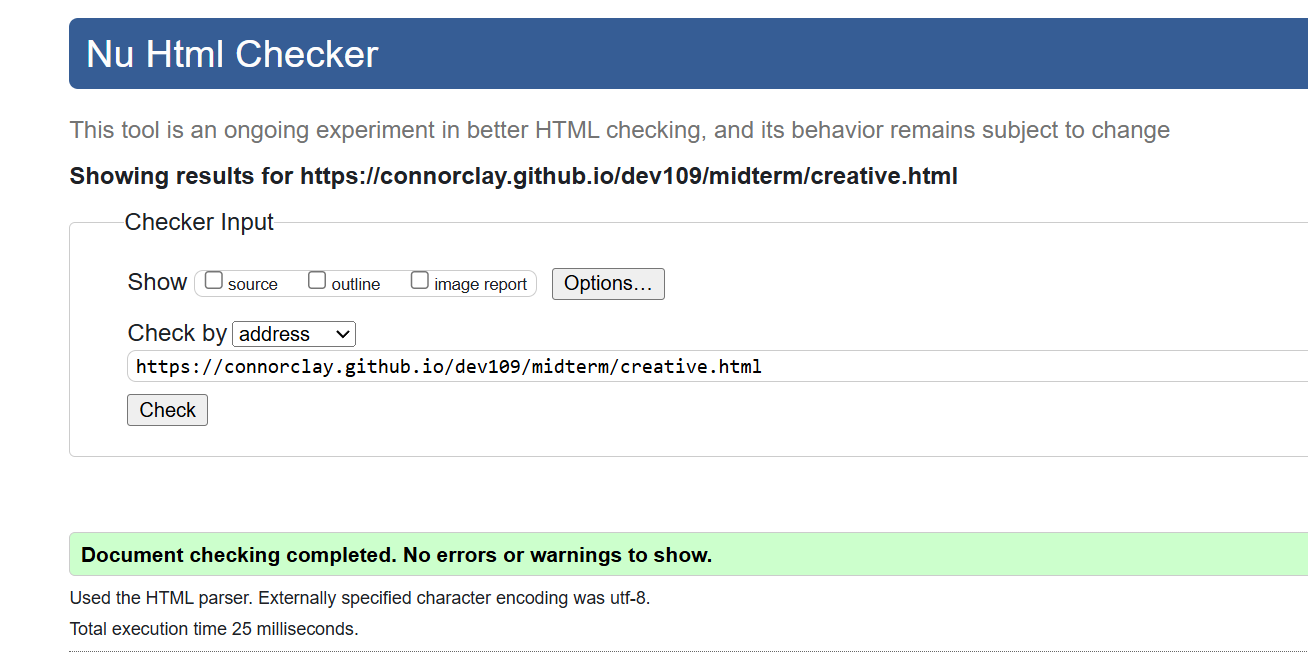 Nu Html Checker
This tool is an ongoing experiment in better HTML checking, and its behavior remains subject to change
Showing results for https://connorclay.github.io/dev109/midterm/creative.html
Checker Input
Show source outline image report Options...
Check by address
https://connorclay.github.io/dev109/midterm/creative.html
Check
Document checking completed. No errors or warnings to show.
Used the HTML parser. Externally specified character encoding was utf-8.
Total execution time 25 milliseconds.